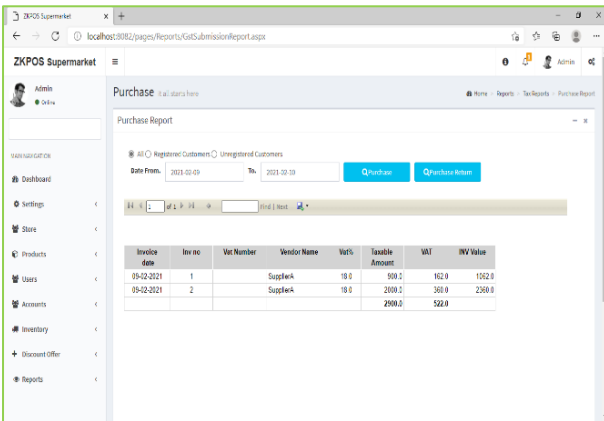 ZKPOS Supermarket
localhost:8082/pages/Reports/GstSubmissionReport.aspx
ZKPOS Supermarket
Admin
Admin
Online
Purchase It all starts here
Home > Reports > Tax Reports > Purchase Report
Purchase Report
MAIN NAVIGATION
All Registered Customers Unregistered Customers
Date From. 2021-02-09 To. 2021-02-10 Purchase Purchase Return
Dashboard
Settings
1 of 1 Find | Next
Store
Products
Users
Accounts
Inventory
Discount Offer
Reports
Invoice date Inv no Vat Number Vendor Name Vat% Taxable Amount VAT INV Value
09-02-2021 1 SupplierA 18.0 900.0 162.0 1062.0
09-02-2021 2 SupplierA 18.0 2000.0 360.0 2360.0
2900.0 522.0